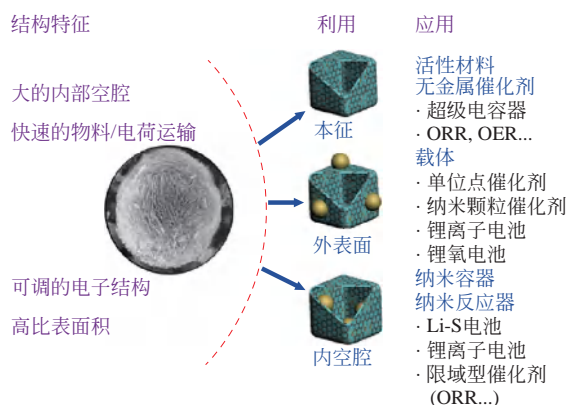 结构特征
利用
应用
大的内部空腔
快速的物料/电荷运输
可调的电子结构
高比表面积
本征
外表面
内空腔
活性材料
无金属催化剂
· 超级电容器
· ORR, OER...
载体
· 单位点催化剂
· 纳米颗粒催化剂
· 锂离子电池
· 锂氧电池
纳米容器
纳米反应器
· Li-S电池
· 锂离子电池
· 限域型催化剂
(ORR...)